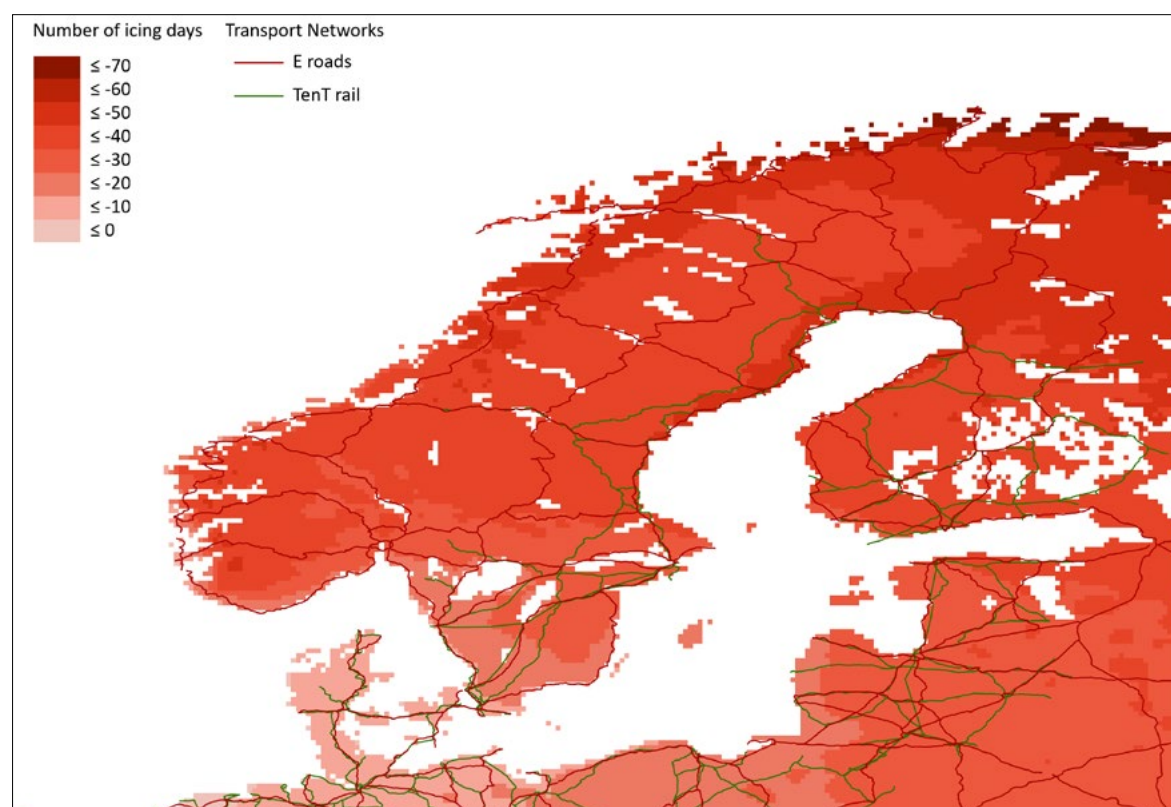 Number of icing days
≤ -70
≤ -60
≤ -50
≤ -40
≤ -30
≤ -20
≤ -10
≤ 0
Transport Networks
E roads
TenT rail